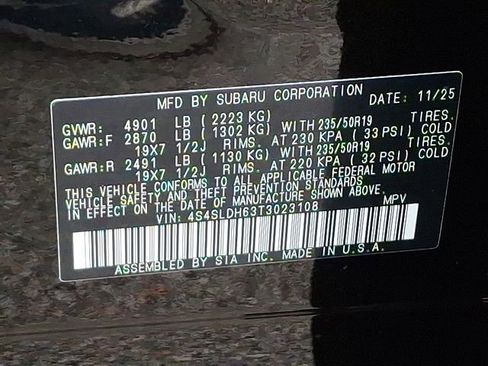 MFD BY SUBARU CORPORATION DATE: 11/25
GVWR: 4901 LB (2223 KG)
GAWR:F 2870 LB (1302 KG) WITH 235/50R19 TIRES.
19X7 1/2J RIMS. AT 230 KPA (33 PSI) COLD
GAWR:R 2491 LB (1130 KG) WITH 235/50R19 TIRES.
19X7 1/2J RIMS. AT 220 KPA (32 PSI) COLD
THIS VEHICLE CONFORMS TO ALL APPLICABLE FEDERAL MOTOR
VEHICLE SAFETY AND THEFT PREVENTION STANDARDS IN EFFECT
ON THE DATE OF MANUFACTURE SHOWN ABOVE.
VIN: 4S4SLDH63T3023108 MPV
ASSEMBLED BY SIA INC. MADE IN U.S.A.